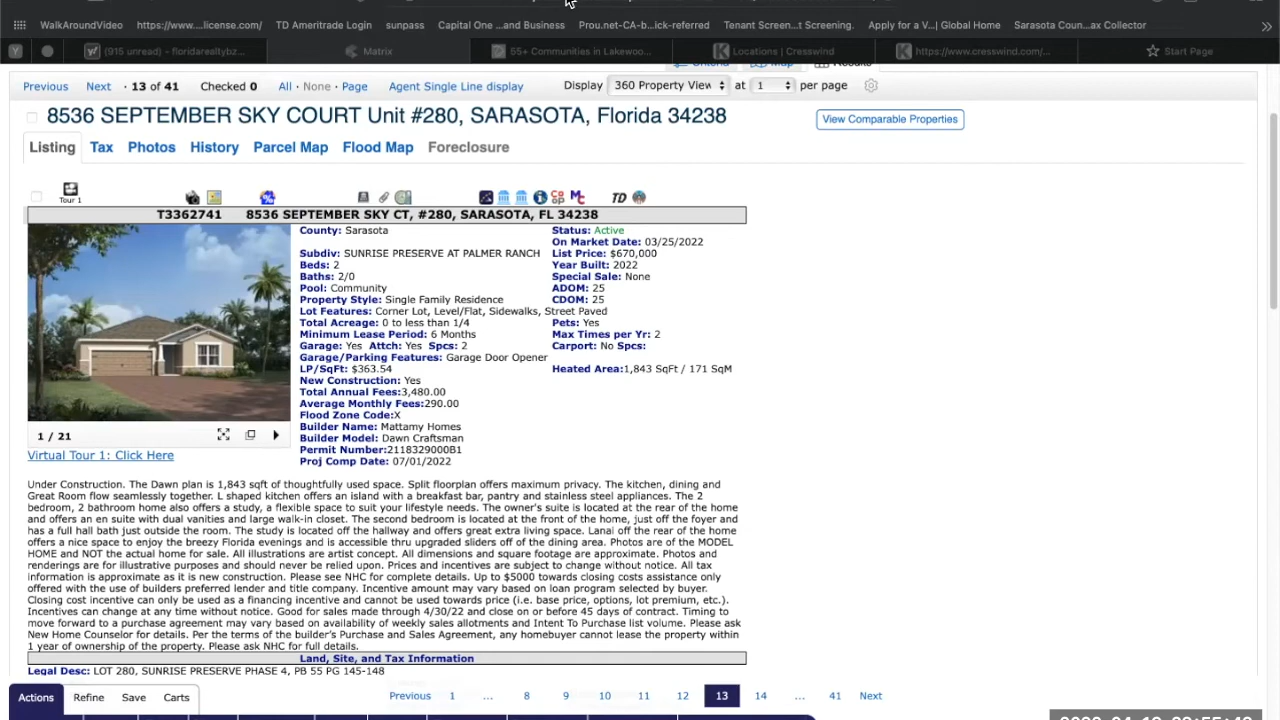 WalkAroundVideo https://www....license.com/ TD Ameritrade Login sunpass Capital One ...and Business Prou.net-CA-b...ick-referred Tenant Screen...t Screening. Apply for a V...| Global Home Sarasota Coun...ax Collector
(915 unread) - floridarealtybz... Matrix 55+ Communities in Lakewoo... Locations | Cresswind https://www.cresswind.com/... Start Page
Previous Next · 13 of 41 Checked 0 All · None · Page Agent Single Line display Display 360 Property View at 1 per page
8536 SEPTEMBER SKY COURT Unit #280, SARASOTA, Florida 34238
View Comparable Properties
Listing Tax Photos History Parcel Map Flood Map Foreclosure
Tour 1
TD
T3362741 8536 SEPTEMBER SKY CT, #280, SARASOTA, FL 34238
County: Sarasota Status: Active
On Market Date: 03/25/2022
Subdiv: SUNRISE PRESERVE AT PALMER RANCH List Price: $670,000
Beds: 2 Year Built: 2022
Baths: 2/0 Special Sale: None
Pool: Community ADOM: 25
Property Style: Single Family Residence CDOM: 25
Lot Features: Corner Lot, Level/Flat, Sidewalks, Street Paved
Total Acreage: 0 to less than 1/4 Pets: Yes
Minimum Lease Period: 6 Months Max Times per Yr: 2
Garage: Yes Attch: Yes Spcs: 2 Carport: No Spcs:
Garage/Parking Features: Garage Door Opener
LP/SqFt: $363.54 Heated Area:1,843 SqFt / 171 SqM
New Construction: Yes
Total Annual Fees:3,480.00
Average Monthly Fees:290.00
Flood Zone Code:X
Builder Name: Mattamy Homes
Builder Model: Dawn Craftsman
Permit Number:2118329000B1
Proj Comp Date: 07/01/2022
1 / 21
Virtual Tour 1: Click Here
Under Construction. The Dawn plan is 1,843 sqft of thoughtfully used space. Split floorplan offers maximum privacy. The kitchen, dining and
Great Room flow seamlessly together. L shaped kitchen offers an island with a breakfast bar, pantry and stainless steel appliances. The 2
bedroom, 2 bathroom home also offers a study, a flexible space to suit your lifestyle needs. The owner's suite is located at the rear of the home
and offers an en suite with dual vanities and large walk-in closet. The second bedroom is located at the front of the home, just off the foyer and
has a full hall bath just outside the room. The study is located off the hallway and offers great extra living space. Lanai off the rear of the home
offers a nice space to enjoy the breezy Florida evenings and is accessible thru upgraded sliders off of the dining area. Photos are of the MODEL
HOME and NOT the actual home for sale. All illustrations are artist concept. All dimensions and square footage are approximate. Photos and
renderings are for illustrative purposes and should never be relied upon. Prices and incentives are subject to change without notice. All tax
information is approximate as it is new construction. Please see NHC for complete details. Up to $5000 towards closing costs assistance only
offered with the use of builders preferred lender and title company. Incentive amount may vary based on loan program selected by buyer.
Closing cost incentive can only be used as a financing incentive and cannot be used towards price (i.e. base price, options, lot premium, etc.).
Incentives can change at any time without notice. Good for sales made through 4/30/22 and close on or before 45 days of contract. Timing to
move forward to a purchase agreement may vary based on availability of weekly sales allotments and Intent To Purchase list volume. Please ask
New Home Counselor for details. Per the terms of the builder's Purchase and Sales Agreement, any homebuyer cannot lease the property within
1 year of ownership of the property. Please ask NHC for full details.
Land, Site, and Tax Information
Legal Desc: LOT 280, SUNRISE PRESERVE PHASE 4, PB 55 PG 145-148
Actions Refine Save Carts Previous 1 ... 8 9 10 11 12 13 14 ... 41 Next